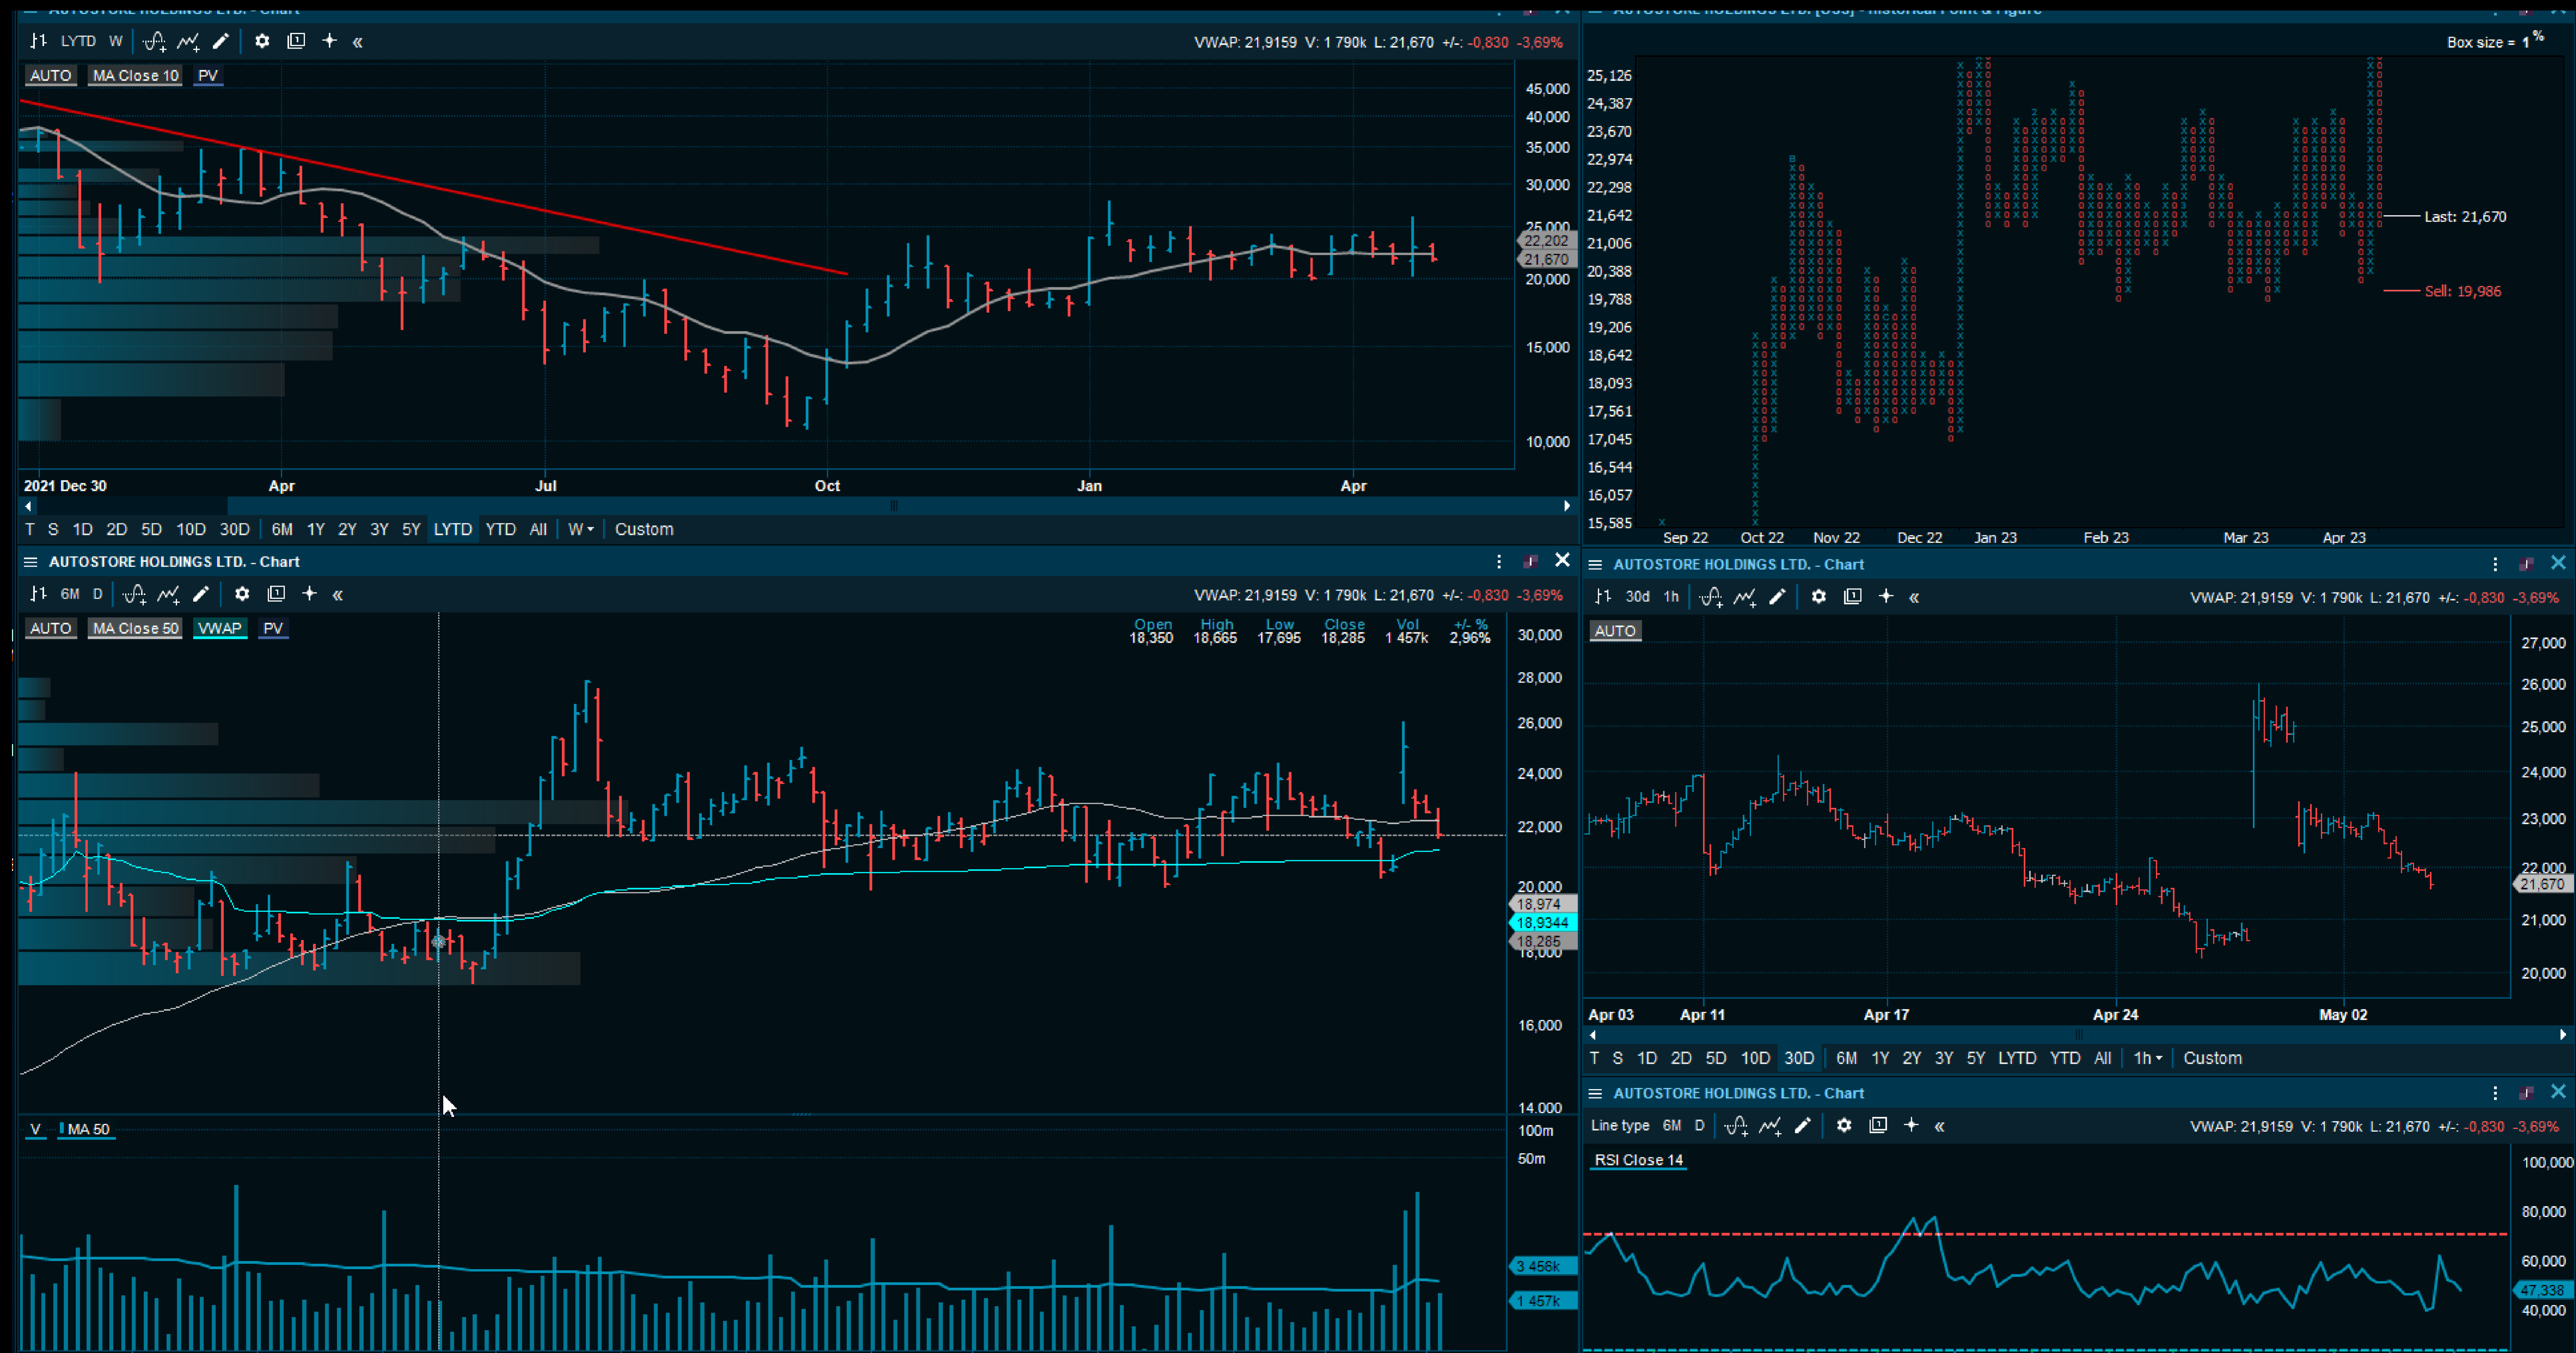 AUTOSTORE HOLDINGS LTD. - Chart
LYTD W
VWAP: 21,9159 V: 1 790k L: 21,670 +/-: -0,830 -3,69%
AUTO MA Close 10 PV
45,000
40,000
35,000
30,000
25,000
22,202
21,670
20,000
15,000
10,000
2021 Dec 30 Apr Jul Oct Jan Apr
T S 1D 2D 5D 10D 30D 6M 1Y 2Y 3Y 5Y LYTD YTD All W Custom
AUTOSTORE HOLDINGS LTD. [OSS] - Historical Point & Figure
Box size = 1 %
25,126
24,387
23,670
22,974
22,298
21,642
21,006
20,388
19,788
19,206
18,642
18,093
17,561
17,045
16,544
16,057
15,585
Last: 21,670
Sell: 19,986
Sep 22 Oct 22 Nov 22 Dec 22 Jan 23 Feb 23 Mar 23 Apr 23
AUTOSTORE HOLDINGS LTD. - Chart
6M D
VWAP: 21,9159 V: 1 790k L: 21,670 +/-: -0,830 -3,69%
AUTO MA Close 50 VWAP PV
Open High Low Close Vol +/- %
18,350 18,665 17,695 18,285 1 457k 2,96%
30,000
28,000
26,000
24,000
22,000
20,000
18,974
18,9344
18,285
18,000
16,000
14,000
V MA 50
100m
50m
3 456k
1 457k
AUTOSTORE HOLDINGS LTD. - Chart
30d 1h
VWAP: 21,9159 V: 1 790k L: 21,670 +/-: -0,830 -3,69%
AUTO
27,000
26,000
25,000
24,000
23,000
22,000
21,670
21,000
20,000
Apr 03 Apr 11 Apr 17 Apr 24 May 02
T S 1D 2D 5D 10D 30D 6M 1Y 2Y 3Y 5Y LYTD YTD All 1h Custom
AUTOSTORE HOLDINGS LTD. - Chart
Line type 6M D
VWAP: 21,9159 V: 1 790k L: 21,670 +/-: -0,830 -3,69%
RSI Close 14
100,000
80,000
60,000
47,338
40,000